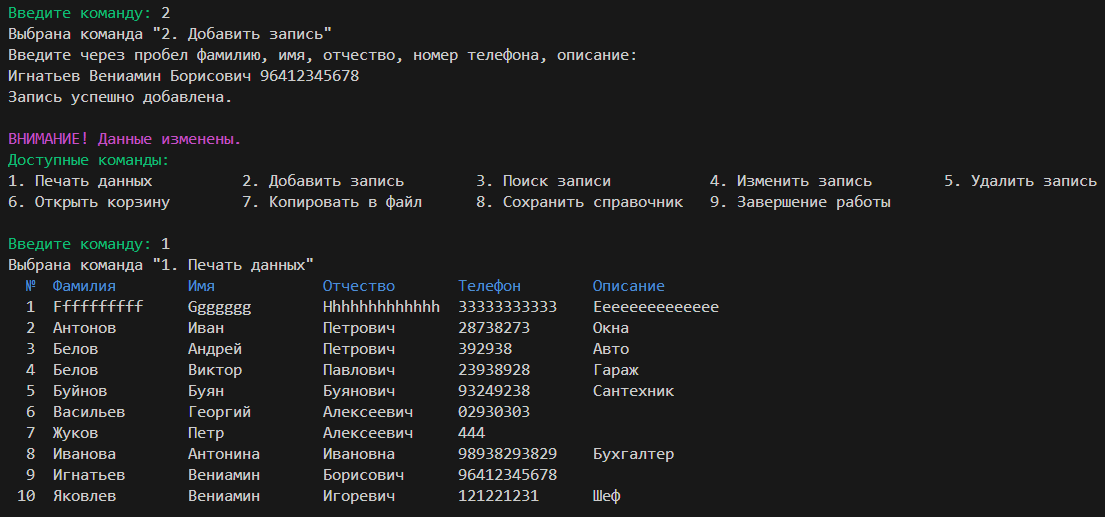 Введите команду: 2
Выбрана команда "2. Добавить запись"
Введите через пробел фамилию, имя, отчество, номер телефона, описание:
Игнатьев Вениамин Борисович 96412345678
Запись успешно добавлена.
ВНИМАНИЕ! Данные изменены.
Доступные команды:
1. Печать данных 2. Добавить запись 3. Поиск записи 4. Изменить запись 5. Удалить запись
6. Открыть корзину 7. Копировать в файл 8. Сохранить справочник 9. Завершение работы
Введите команду: 1
Выбрана команда "1. Печать данных"
№ Фамилия Имя Отчество Телефон Описание
1 Ffffffffff Ggggggg Hhhhhhhhhhhhh 33333333333 Eeeeeeeeeeeeee
2 Антонов Иван Петрович 28738273 Окна
3 Белов Андрей Петрович 392938 Авто
4 Белов Виктор Павлович 23938928 Гараж
5 Буйнов Буян Буянович 93249238 Сантехник
6 Васильев Георгий Алексеевич 02930303
7 Жуков Петр Алексеевич 444
8 Иванова Антонина Ивановна 98938293829 Бухгалтер
9 Игнатьев Вениамин Борисович 96412345678
10 Яковлев Вениамин Игоревич 121221231 Шеф